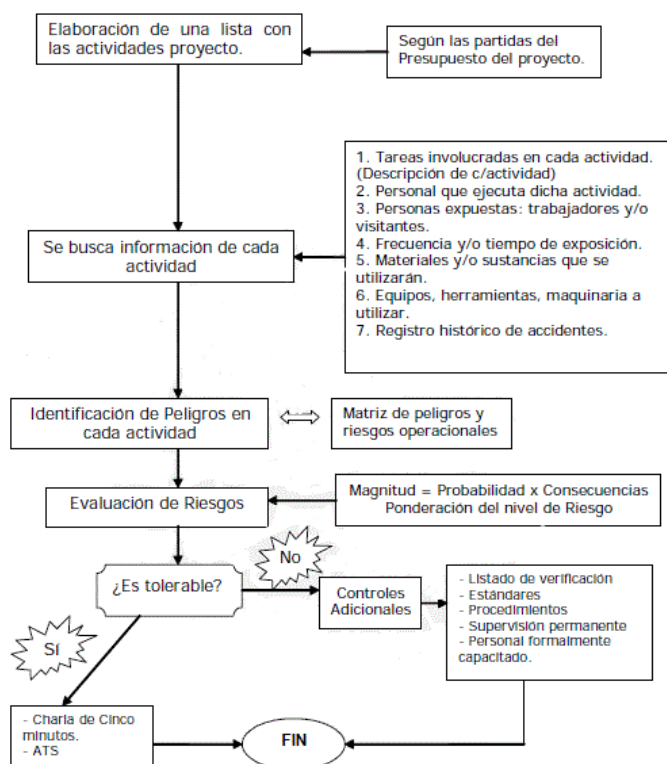 Elaboración de una lista con
las actividades proyecto.
Según las partidas del
Presupuesto del proyecto.
1. Tareas involucradas en cada actividad.
(Descripción de c/actividad)
2. Personal que ejecuta dicha actividad.
3. Personas expuestas: trabajadores y/o
visitantes.
4. Frecuencia y/o tiempo de exposición.
5. Materiales y/o sustancias que se
utilizarán.
6. Equipos, herramientas, maquinaria a
utilizar.
7. Registro histórico de accidentes.
Se busca información de cada
actividad
Identificación de Peligros en
cada actividad
Matriz de peligros y
riesgos operacionales
Evaluación de Riesgos
Magnitud = Probabilidad x Consecuencias
Ponderación del nivel de Riesgo
¿Es tolerable?
No
Controles
Adicionales
- Listado de verificación
- Estándares
- Procedimientos
- Supervisión permanente
- Personal formalmente
capacitado.
Sí
- Charla de Cinco
minutos.
- ATS
FIN